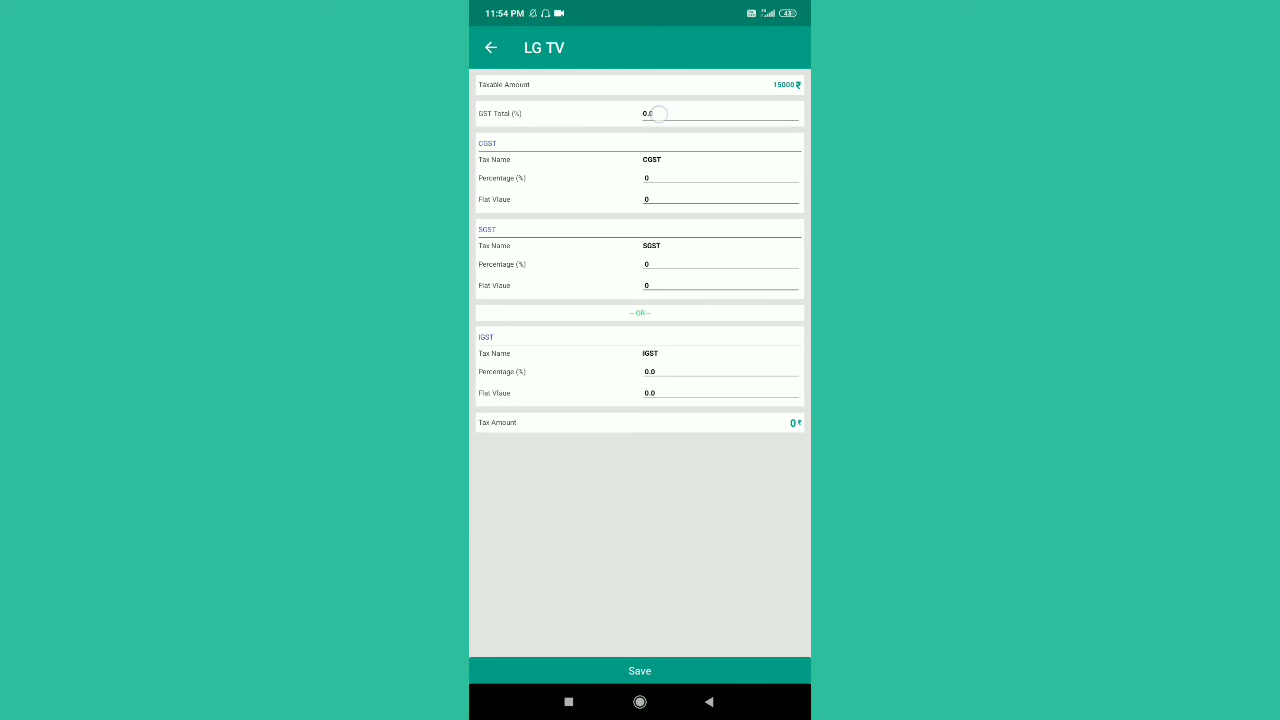 11:54 PM 43
LG TV
Taxable Amount 15000 ₹
GST Total (%) 0.0
CGST
Tax Name CGST
Percentage (%) 0
Flat Vlaue 0
SGST
Tax Name SGST
Percentage (%) 0
Flat Vlaue 0
-- OR --
IGST
Tax Name IGST
Percentage (%) 0.0
Flat Vlaue 0.0
Tax Amount 0 ₹
Save